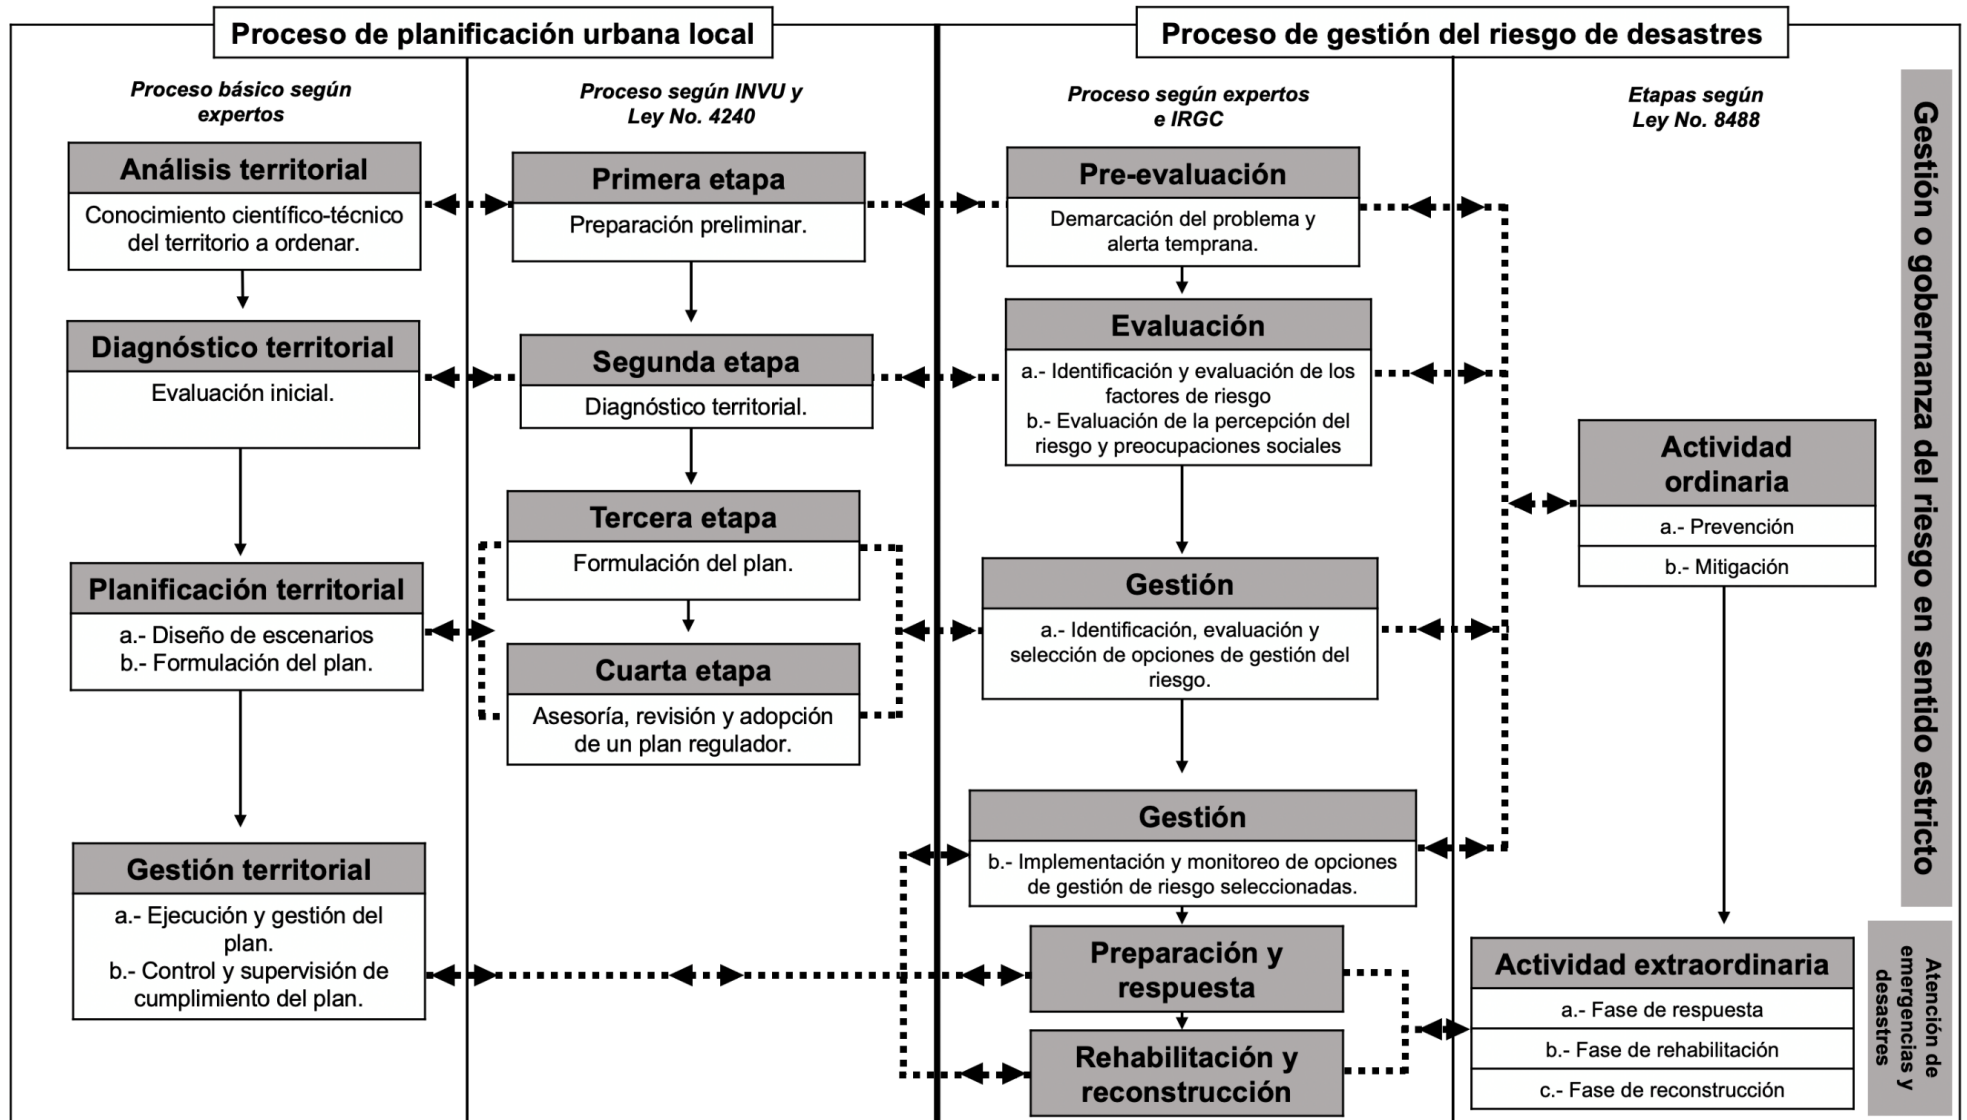 Proceso de planificación urbana local
Proceso básico según
expertos
Análisis territorial
Conocimiento científico-técnico
del territorio a ordenar.
Diagnóstico territorial
Evaluación inicial.
Planificación territorial
a.- Diseño de escenarios
b.- Formulación del plan.
Gestión territorial
a.- Ejecución y gestión del
plan.
b.- Control y supervisión de
cumplimiento del plan.
Proceso según INVU y
Ley No. 4240
Primera etapa
Preparación preliminar.
Segunda etapa
Diagnóstico territorial.
Tercera etapa
Formulación del plan.
Cuarta etapa
Asesoría, revisión y adopción
de un plan regulador.
Proceso de gestión del riesgo de desastres
Proceso según expertos
e IRGC
Pre-evaluación
Demarcación del problema y
alerta temprana.
Evaluación
a.- Identificación y evaluación de los
factores de riesgo
b.- Evaluación de la percepción del
riesgo y preocupaciones sociales
Gestión
a.- Identificación, evaluación y
selección de opciones de gestión del
riesgo.
Gestión
b.- Implementación y monitoreo de opciones
de gestión de riesgo seleccionadas.
Preparación y
respuesta
Rehabilitación y
reconstrucción
Etapas según
Ley No. 8488
Actividad
ordinaria
a.- Prevención
b.- Mitigación
Actividad extraordinaria
a.- Fase de respuesta
b.- Fase de rehabilitación
c.- Fase de reconstrucción
Gestión o gobernanza del riesgo en sentido estricto
Atención de
emergencias y
desastres